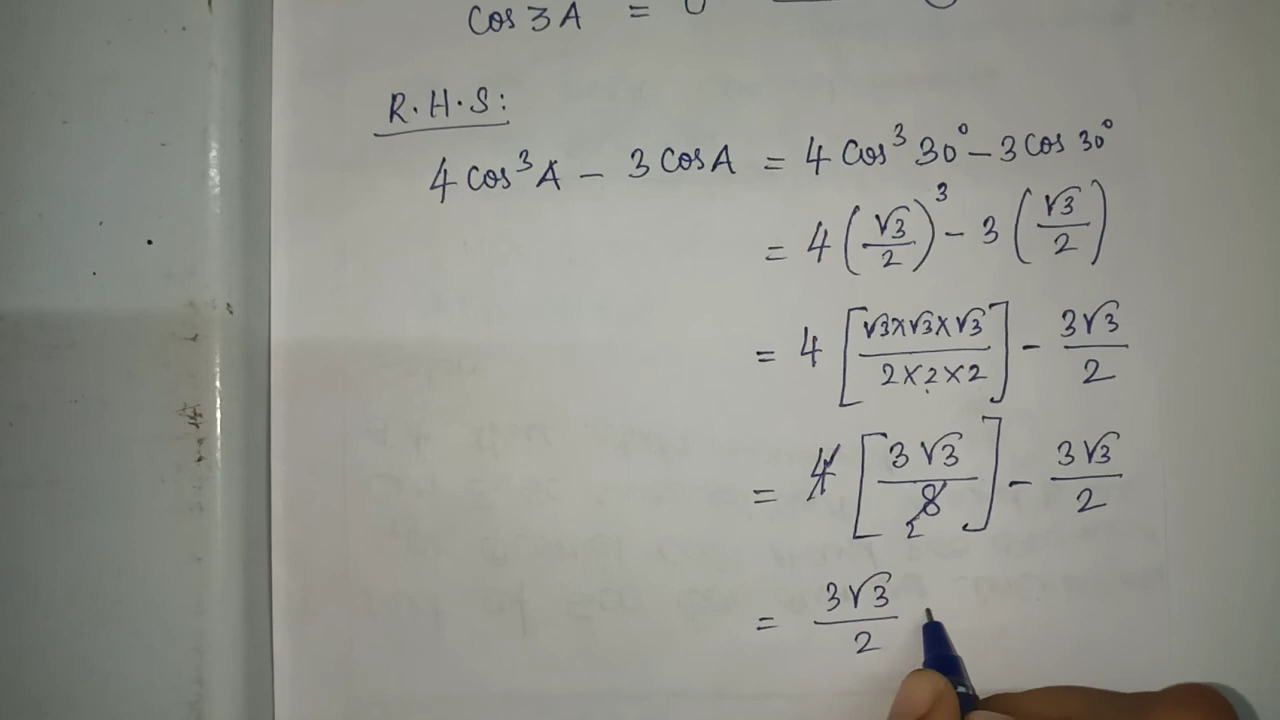 cos 3A = 0
R.H.S:
4 cos³A − 3 cos A = 4 cos³ 30° − 3 cos 30°
= 4 (√3/2)³ − 3 (√3/2)
= 4 [√3×√3×√3 / 2×2×2] − 3√3/2
= 4 [3√3 / 8 2] − 3√3/2
= 3√3/2